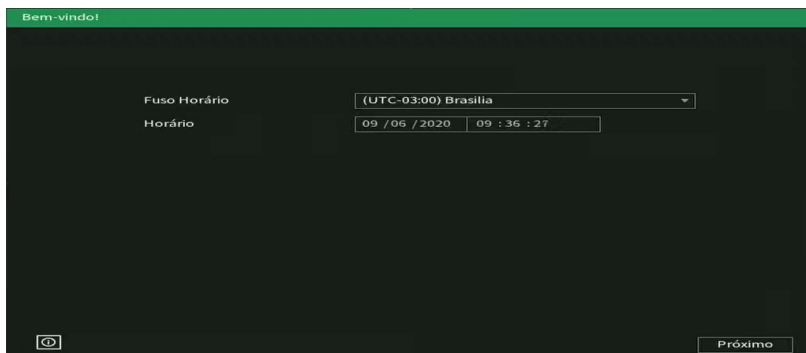 Bem-vindo!
Fuso Horário (UTC-03:00) Brasilia
Horário 09 /06 /2020 09 : 36 : 27
Próximo